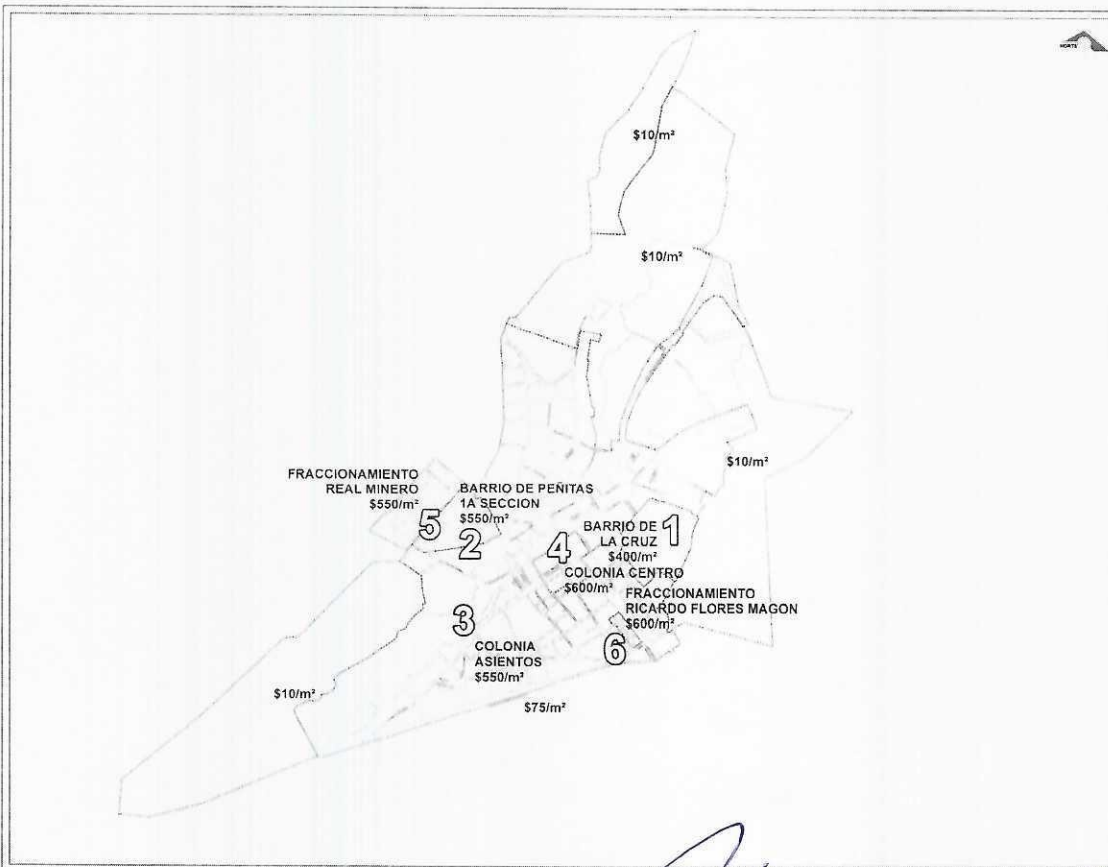 NORTE
$10/m²
$10/m²
$10/m²
FRACCIONAMIENTO
REAL MINERO
$550/m²
5
BARRIO DE PEÑITAS
1A SECCION
$550/m²
2
4
COLONIA CENTRO
$600/m²
BARRIO DE
LA CRUZ
$400/m²
1
FRACCIONAMIENTO
RICARDO FLORES MAGON
$600/m²
6
3
COLONIA
ASIENTOS
$550/m²
$10/m²
$75/m²